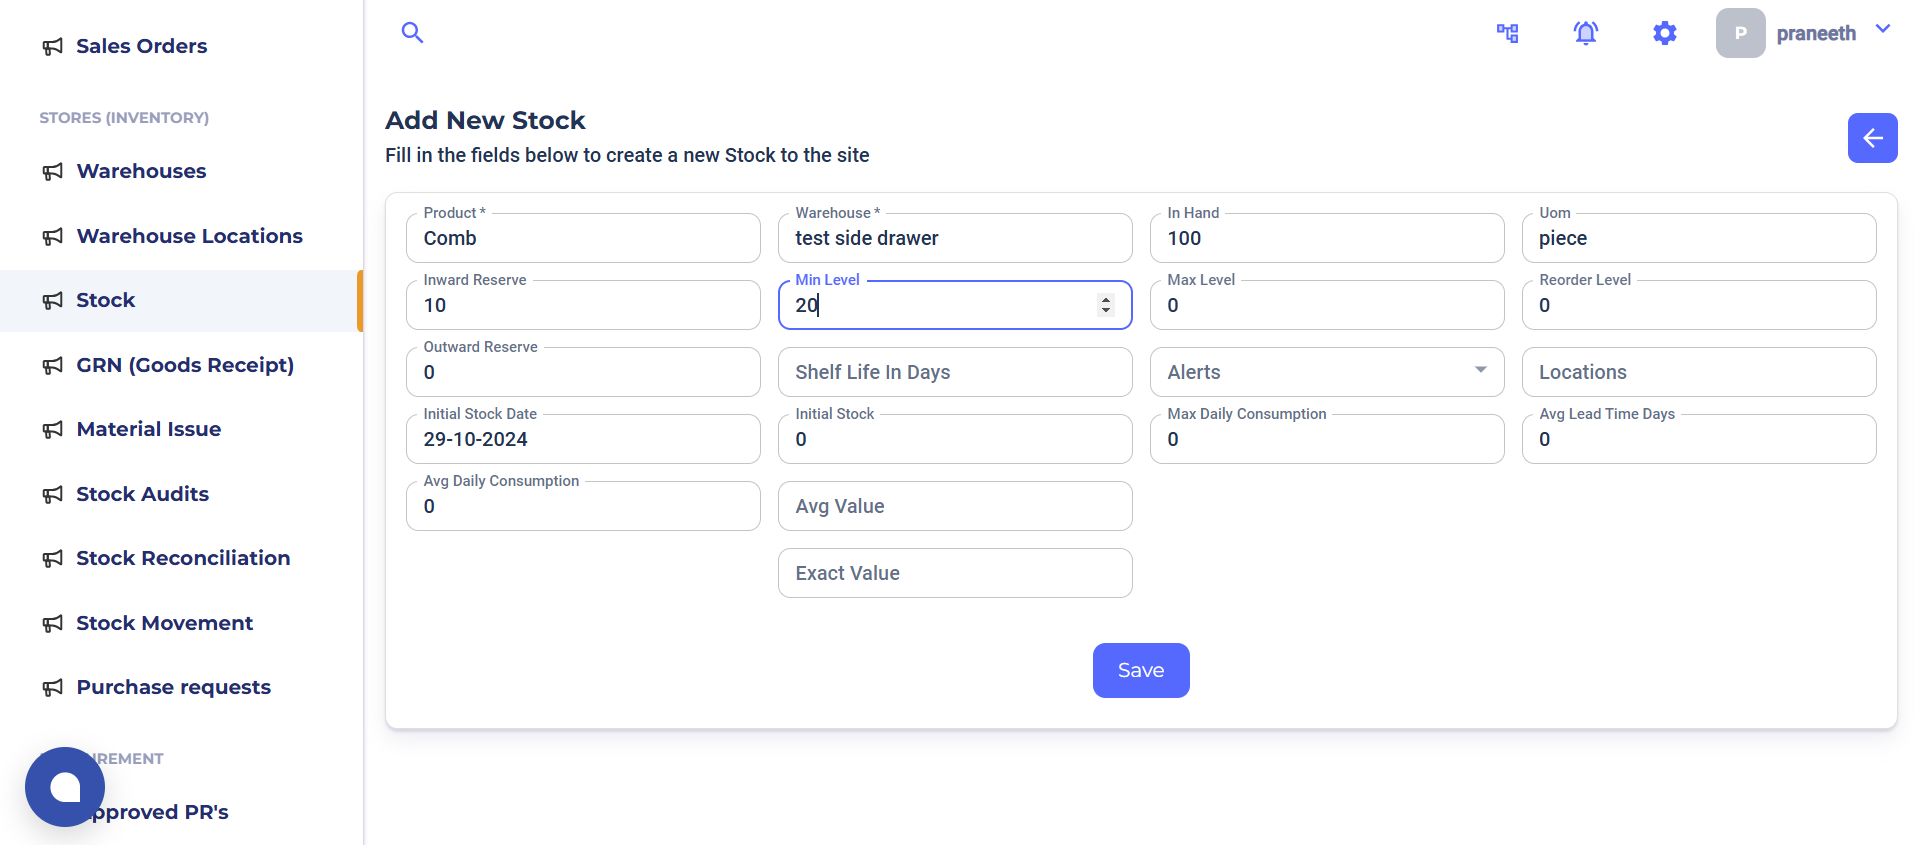 Sales Orders
STORES (INVENTORY)
Warehouses
Warehouse Locations
Stock
GRN (Goods Receipt)
Material Issue
Stock Audits
Stock Reconciliation
Stock Movement
Purchase requests
IREMENT
pproved PR's
P praneeth
Add New Stock
Fill in the fields below to create a new Stock to the site
Product * Warehouse * In Hand Uom
Comb test side drawer 100 piece
Inward Reserve Min Level Max Level Reorder Level
10 20 0 0
Outward Reserve
0 Shelf Life In Days Alerts Locations
Initial Stock Date Initial Stock Max Daily Consumption Avg Lead Time Days
29-10-2024 0 0 0
Avg Daily Consumption
0 Avg Value
Exact Value
Save